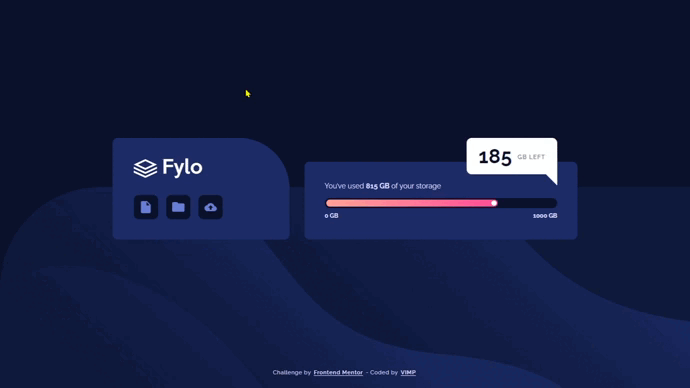 Fylo
185 GB LEFT
You've used 815 GB of your storage
0 GB 1000 GB
Challenge by Frontend Mentor - Coded by VIMP